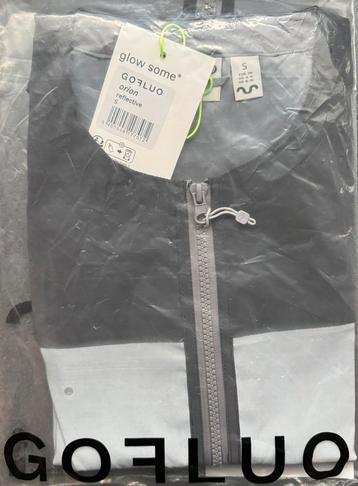 glow some*
GOFLUO
orion
reflective
S
S
GOFLUO